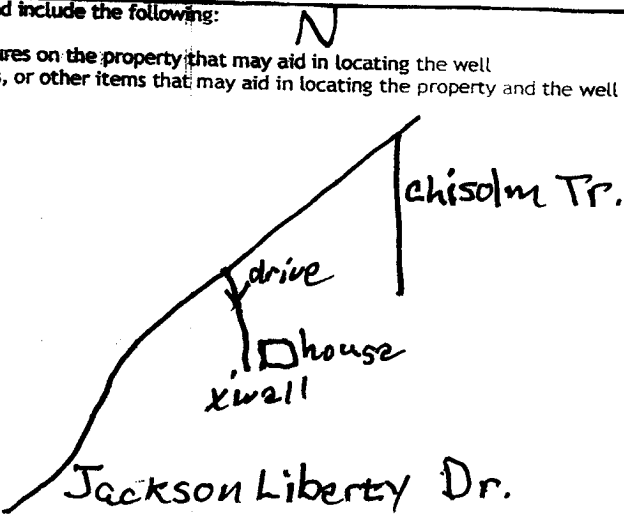 d include the following:
N
ures on the property that may aid in locating the well
, or other items that may aid in locating the property and the well
chisolm Tr.
drive
house
x wall
Jackson Liberty Dr.